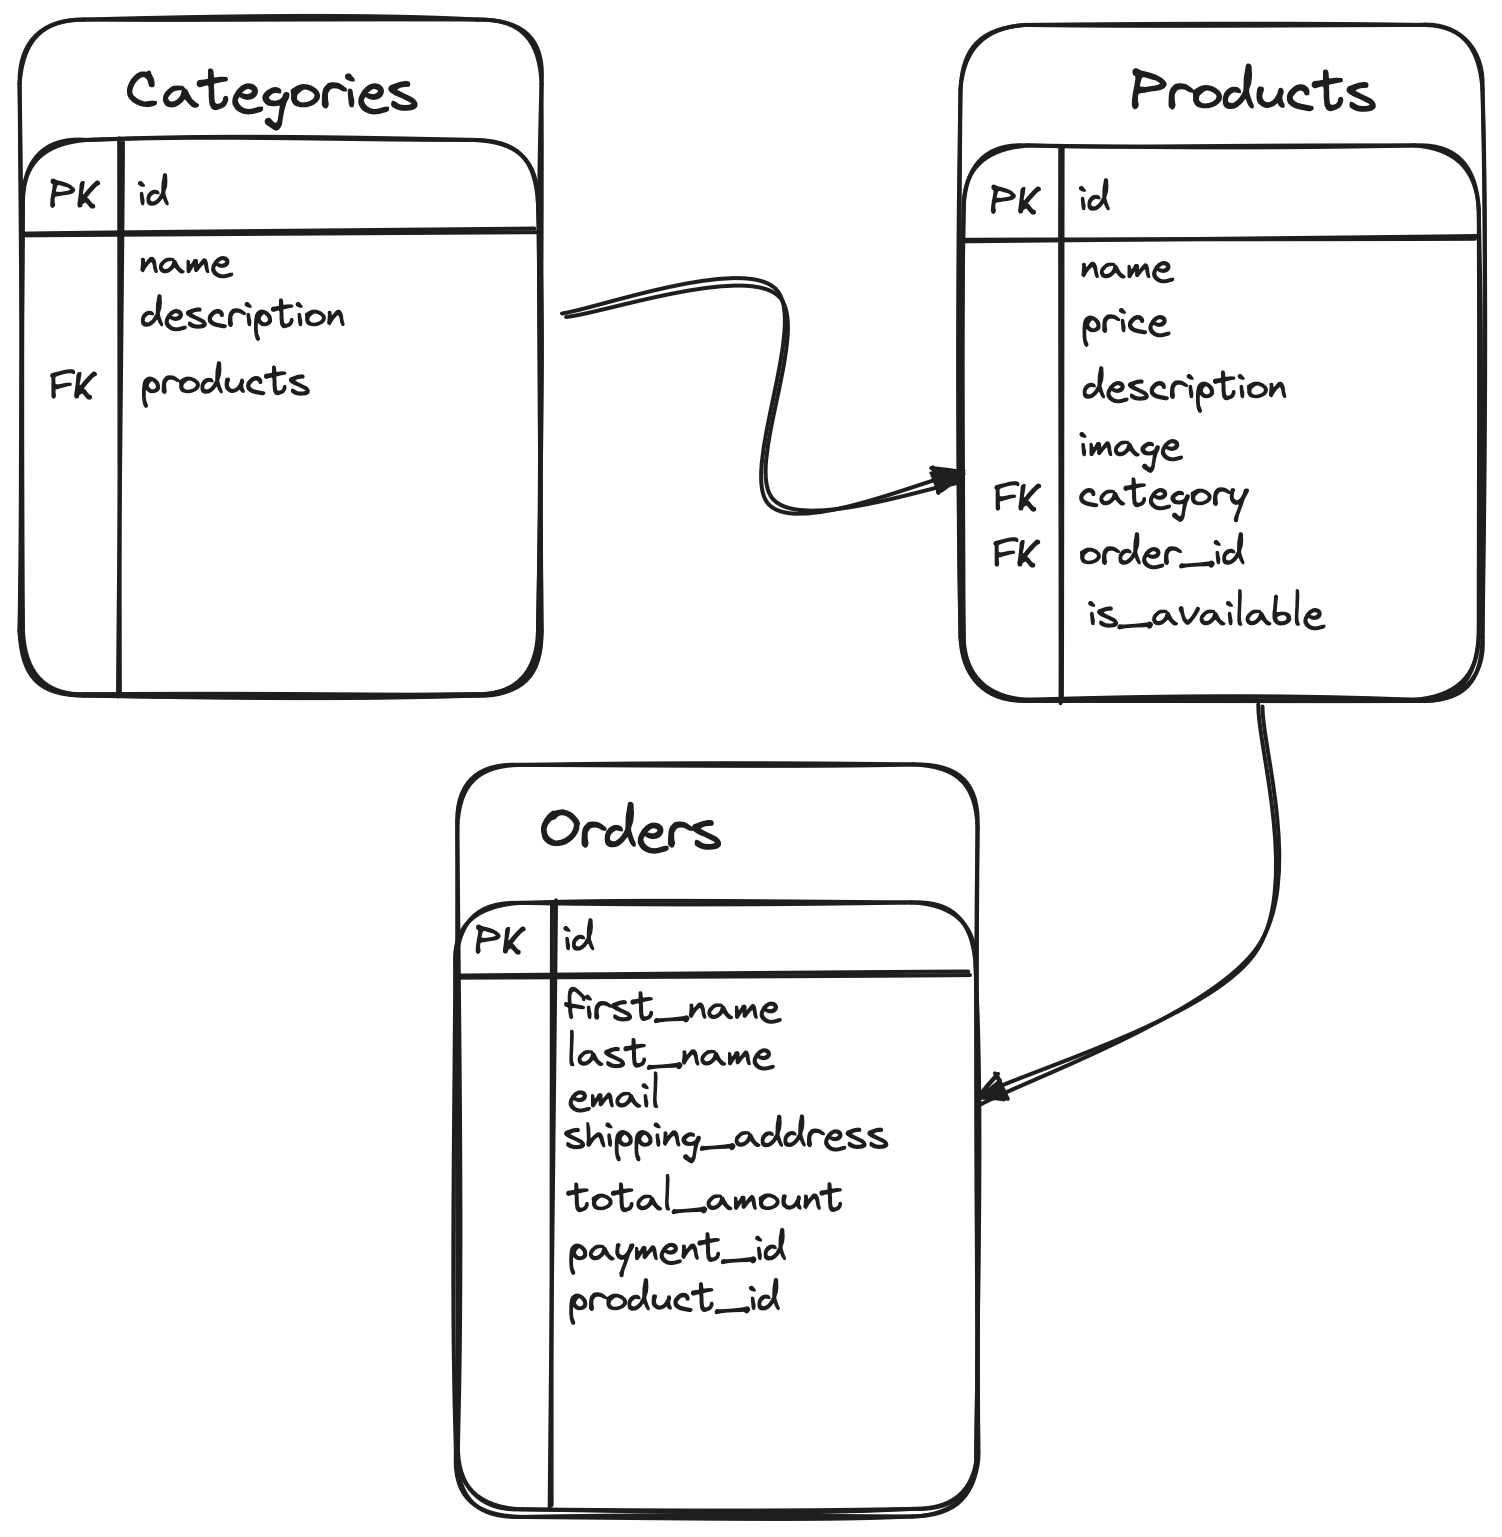 Categories
PK id
name
description
FK products
Products
PK id
name
price
description
image
FK category
FK order_id
is_available
Orders
PK id
first_name
last_name
email
shipping_address
total_amount
payment_id
product_id